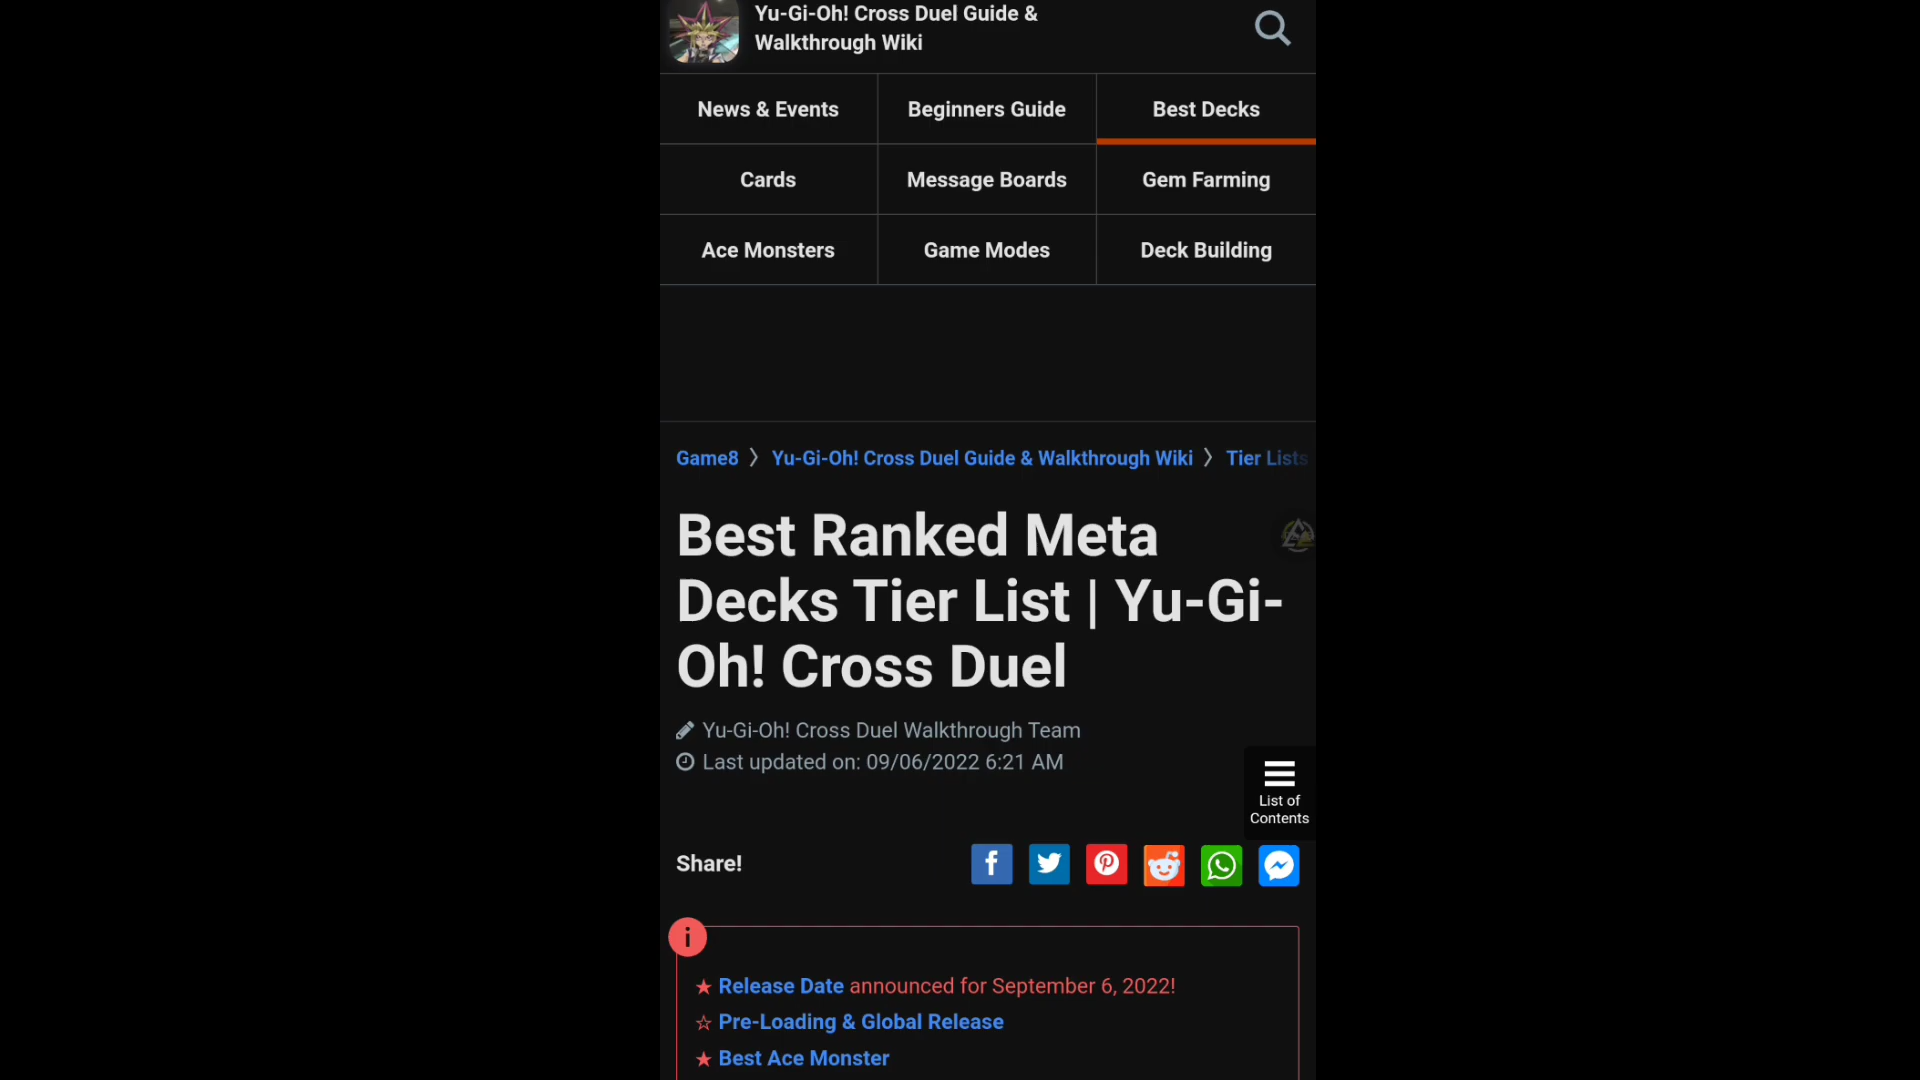 Yu-Gi-Oh! Cross Duel Guide &
Walkthrough Wiki
News & Events
Beginners Guide
Best Decks
Cards
Message Boards
Gem Farming
Ace Monsters
Game Modes
Deck Building
Game8 > Yu-Gi-Oh! Cross Duel Guide & Walkthrough Wiki > Tier Lists
Best Ranked Meta
Decks Tier List | Yu-Gi-
Oh! Cross Duel
Yu-Gi-Oh! Cross Duel Walkthrough Team
Last updated on: 09/06/2022 6:21 AM
List of
Contents
Share!
★ Release Date announced for September 6, 2022!
☆ Pre-Loading & Global Release
★ Best Ace Monster